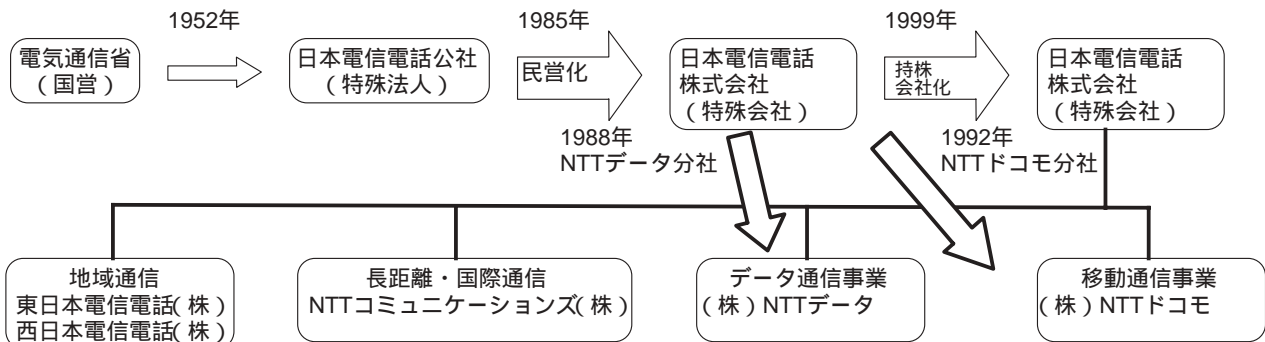 1952年
1985年
1999年
電気通信省
（国営）
日本電信電話公社
（特殊法人）
民営化
日本電信電話
株式会社
（特殊会社）
持株
会社化
日本電信電話
株式会社
（特殊会社）
1988年
NTTデータ分社
1992年
NTTドコモ分社
地域通信
東日本電信電話（株）
西日本電信電話（株）
長距離・国際通信
NTTコミュニケーションズ（株）
データ通信事業
（株）NTTデータ
移動通信事業
（株）NTTドコモ